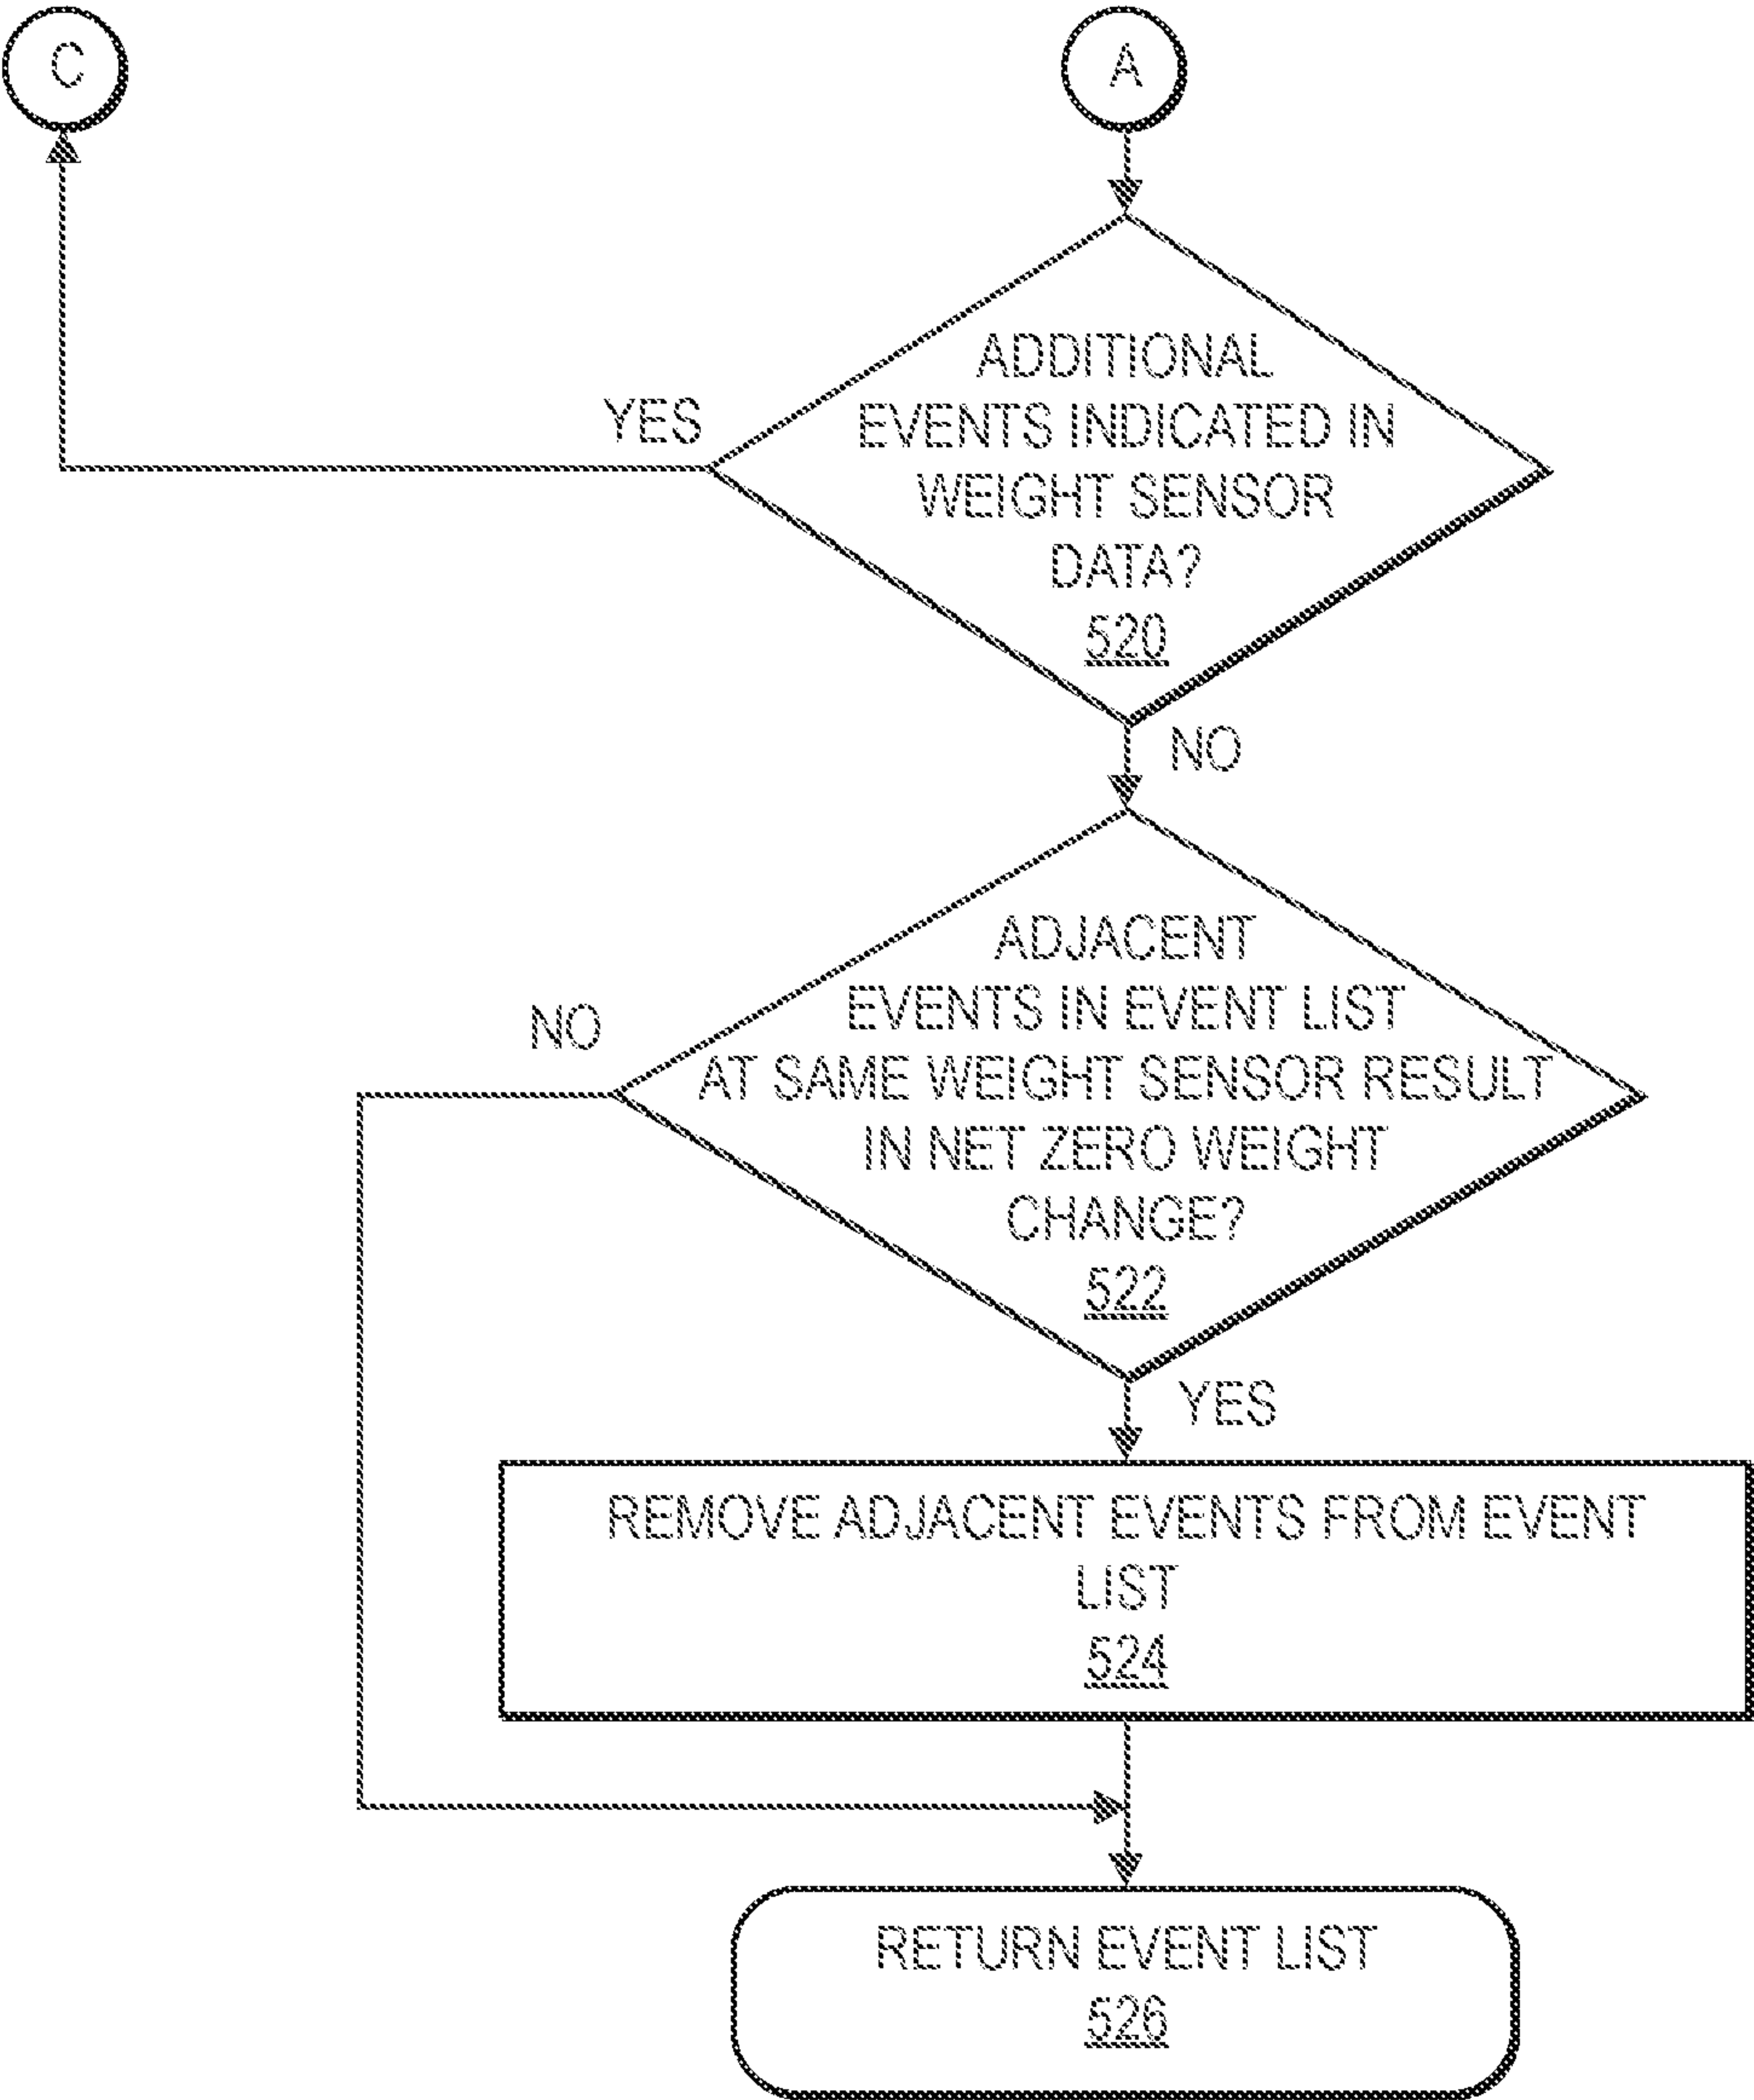 C
A
ADDITIONAL
EVENTS INDICATED IN
WEIGHT SENSOR
DATA?
520
YES
NO
ADJACENT
EVENTS IN EVENT LIST
AT SAME WEIGHT SENSOR RESULT
IN NET ZERO WEIGHT
CHANGE?
522
NO
YES
REMOVE ADJACENT EVENTS FROM EVENT
LIST
524
RETURN EVENT LIST
526